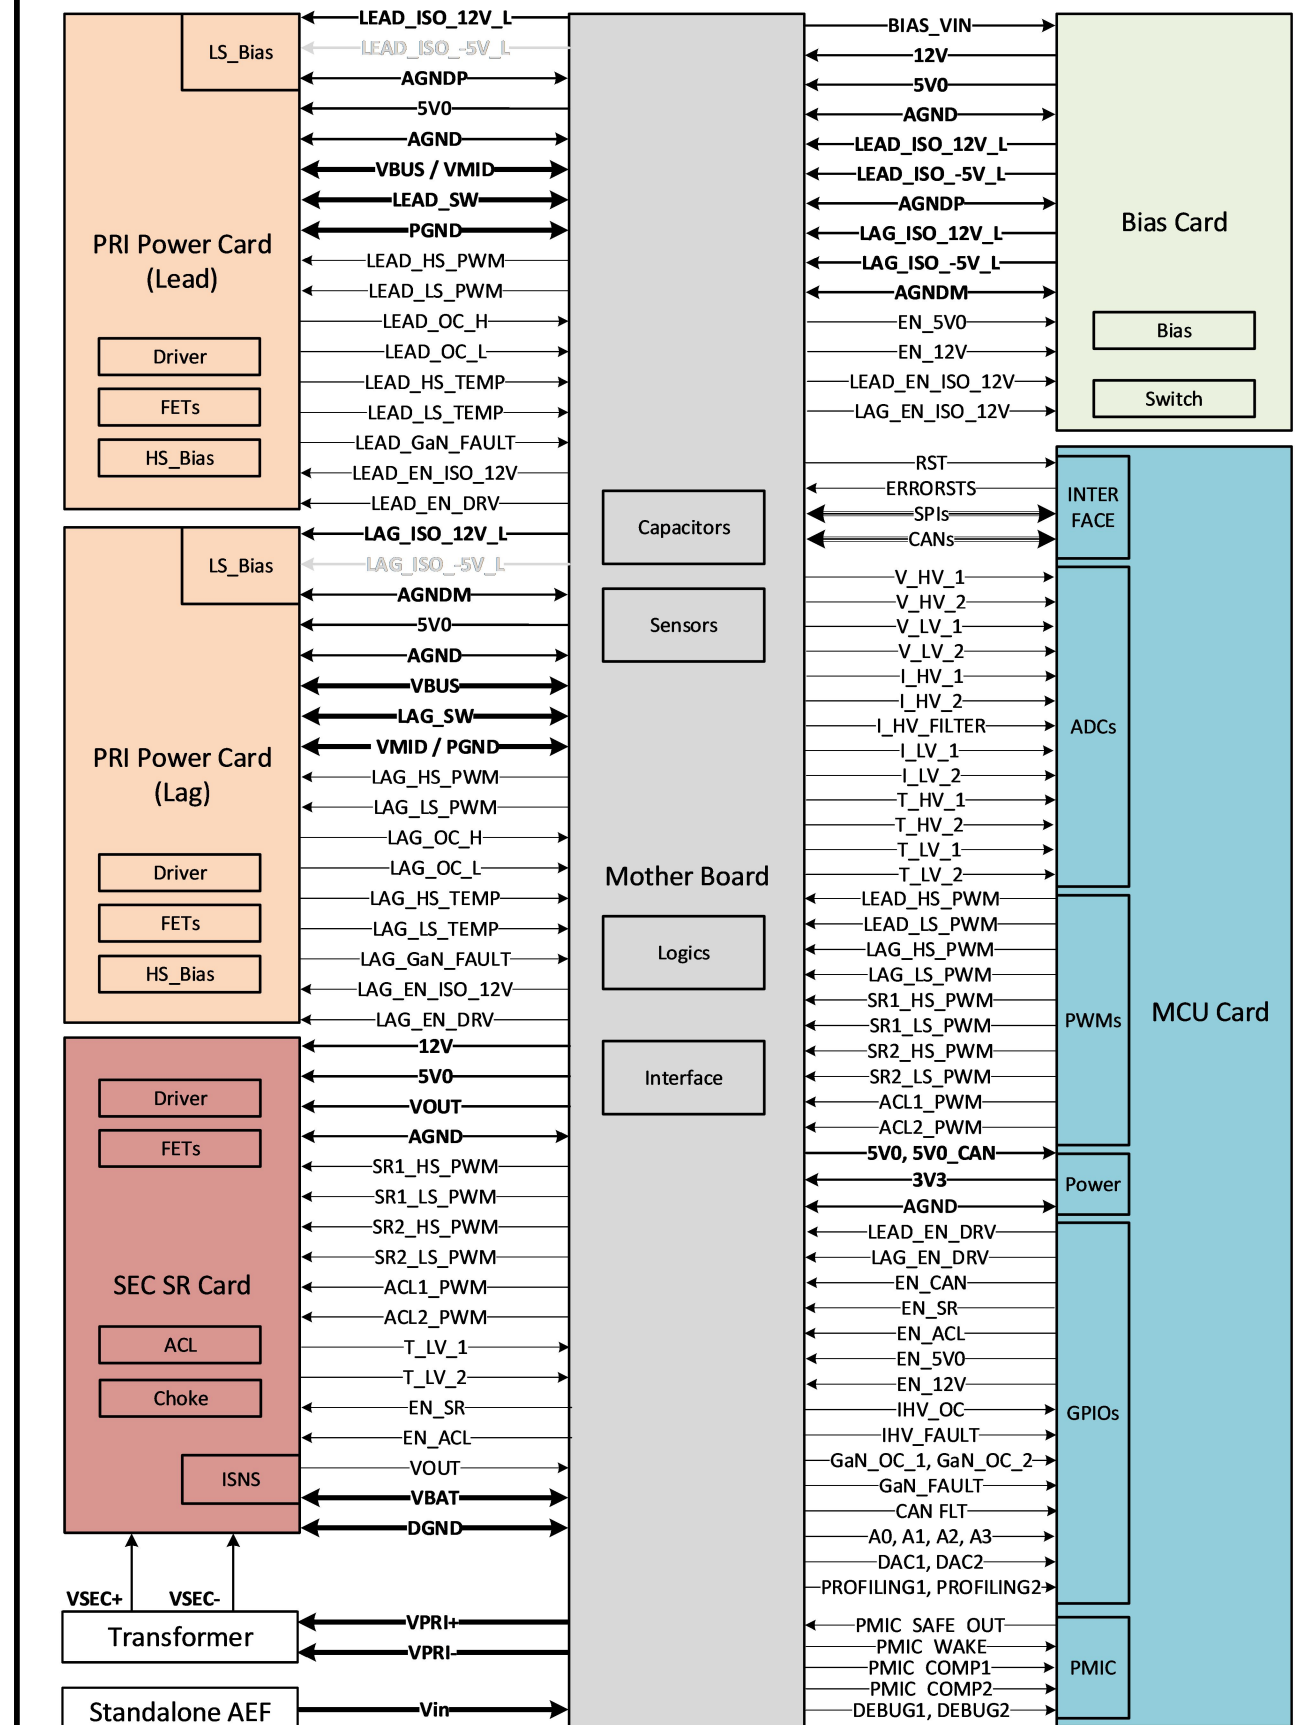 LS_Bias
PRI Power Card
(Lead)
Driver
FETs
HS_Bias
LEAD_ISO_12V_L
LEAD_ISO_-5V_L
AGNDP
5V0
AGND
VBUS / VMID
LEAD_SW
PGND
LEAD_HS_PWM
LEAD_LS_PWM
LEAD_OC_H
LEAD_OC_L
LEAD_HS_TEMP
LEAD_LS_TEMP
LEAD_GaN_FAULT
LEAD_EN_ISO_12V
LEAD_EN_DRV
LS_Bias
PRI Power Card
(Lag)
Driver
FETs
HS_Bias
LAG_ISO_12V_L
LAG_ISO_-5V_L
AGNDM
5V0
AGND
VBUS
LAG_SW
VMID / PGND
LAG_HS_PWM
LAG_LS_PWM
LAG_OC_H
LAG_OC_L
LAG_HS_TEMP
LAG_LS_TEMP
LAG_GaN_FAULT
LAG_EN_ISO_12V
LAG_EN_DRV
Driver
FETs
SEC SR Card
ACL
Choke
ISNS
12V
5V0
VOUT
AGND
SR1_HS_PWM
SR1_LS_PWM
SR2_HS_PWM
SR2_LS_PWM
ACL1_PWM
ACL2_PWM
T_LV_1
T_LV_2
EN_SR
EN_ACL
VOUT
VBAT
DGND
VSEC+
VSEC-
Transformer
VPRI+
VPRI-
Standalone AEF
Vin
Capacitors
Sensors
Mother Board
Logics
Interface
BIAS_VIN
12V
5V0
AGND
LEAD_ISO_12V_L
LEAD_ISO_-5V_L
AGNDP
LAG_ISO_12V_L
LAG_ISO_-5V_L
AGNDM
EN_5V0
EN_12V
LEAD_EN_ISO_12V
LAG_EN_ISO_12V
Bias Card
Bias
Switch
RST
ERRORSTS
SPIs
CANs
INTER
FACE
V_HV_1
V_HV_2
V_LV_1
V_LV_2
I_HV_1
I_HV_2
I_HV_FILTER
I_LV_1
I_LV_2
T_HV_1
T_HV_2
T_LV_1
T_LV_2
ADCs
LEAD_HS_PWM
LEAD_LS_PWM
LAG_HS_PWM
LAG_LS_PWM
SR1_HS_PWM
SR1_LS_PWM
SR2_HS_PWM
SR2_LS_PWM
ACL1_PWM
ACL2_PWM
PWMs
MCU Card
5V0, 5V0_CAN
3V3
AGND
Power
LEAD_EN_DRV
LAG_EN_DRV
EN_CAN
EN_SR
EN_ACL
EN_5V0
EN_12V
IHV_OC
IHV_FAULT
GaN_OC_1, GaN_OC_2
GaN_FAULT
CAN FLT
A0, A1, A2, A3
DAC1, DAC2
PROFILING1, PROFILING2
GPIOs
PMIC SAFE OUT
PMIC WAKE
PMIC COMP1
PMIC COMP2
DEBUG1, DEBUG2
PMIC